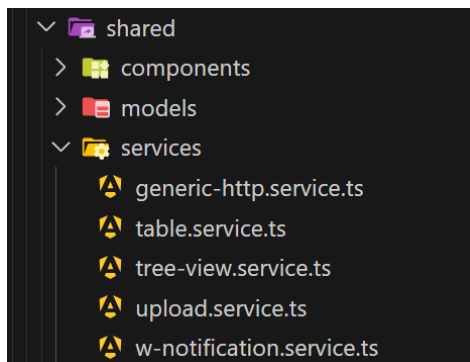 shared
components
models
services
generic-http.service.ts
table.service.ts
tree-view.service.ts
upload.service.ts
w-notification.service.ts